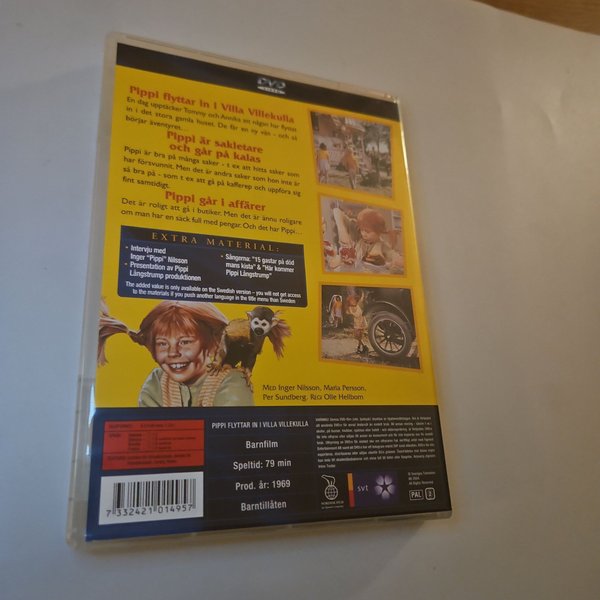 DVD
VIDEO
Pippi flyttar in i Villa Villekulla
En dag upptäcker Tommy och Annika att någon har flyttat
in i det stora gamla huset. De får en ny vän - och så
börjar äventyret...
Pippi är sakletare
och går på kalas
Pippi är bra på många saker - t ex att hitta saker som
har försvunnit. Men det är andra saker som hon inte är
så bra på - som t ex att gå på kafferep och uppföra sig
fint samtidigt.
Pippi går i affärer
Det är roligt att gå i butiker. Men det är ännu roligare
om man har en säck full med pengar. Och det har Pippi...
EXTRA MATERIAL:
• Intervju med
Inger "Pippi" Nilsson
• Presentation av Pippi
Långstrump produktionen
• Sångerna: "15 gastar på död
mans kista" & "Här kommer
Pippi Långstrump"
The added value is only available on the Swedish version - you will not get access
to the materials if you push another language in the title menu than Sweden
Med Inger Nilsson, Maria Persson,
Pär Sundberg. Regi Olle Hellbom
PIPPI FLYTTAR IN I VILLA VILLEKULLA
Barnfilm
Speltid: 79 min
Prod. år: 1969
Barntillåten
7 332421 014957
svt
PAL 2